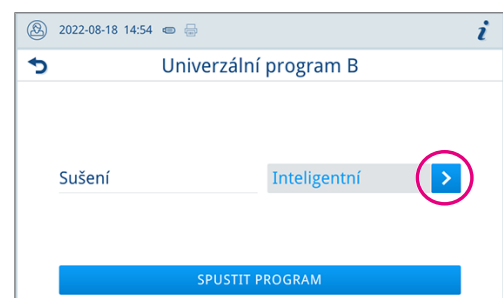 2022-08-18 14:54
Univerzální program B
Sušení Inteligentní
SPUSTIT PROGRAM